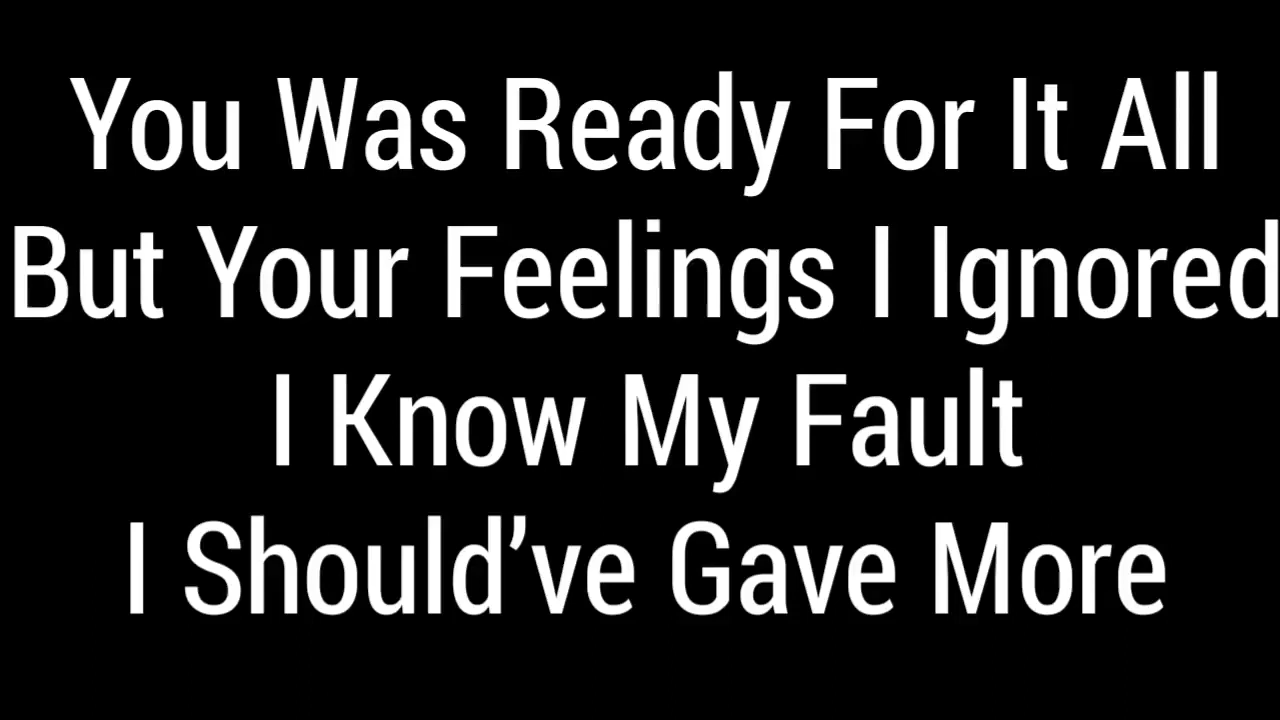 You Was Ready For It All
But Your Feelings I Ignored
I Know My Fault
I Should’ve Gave More